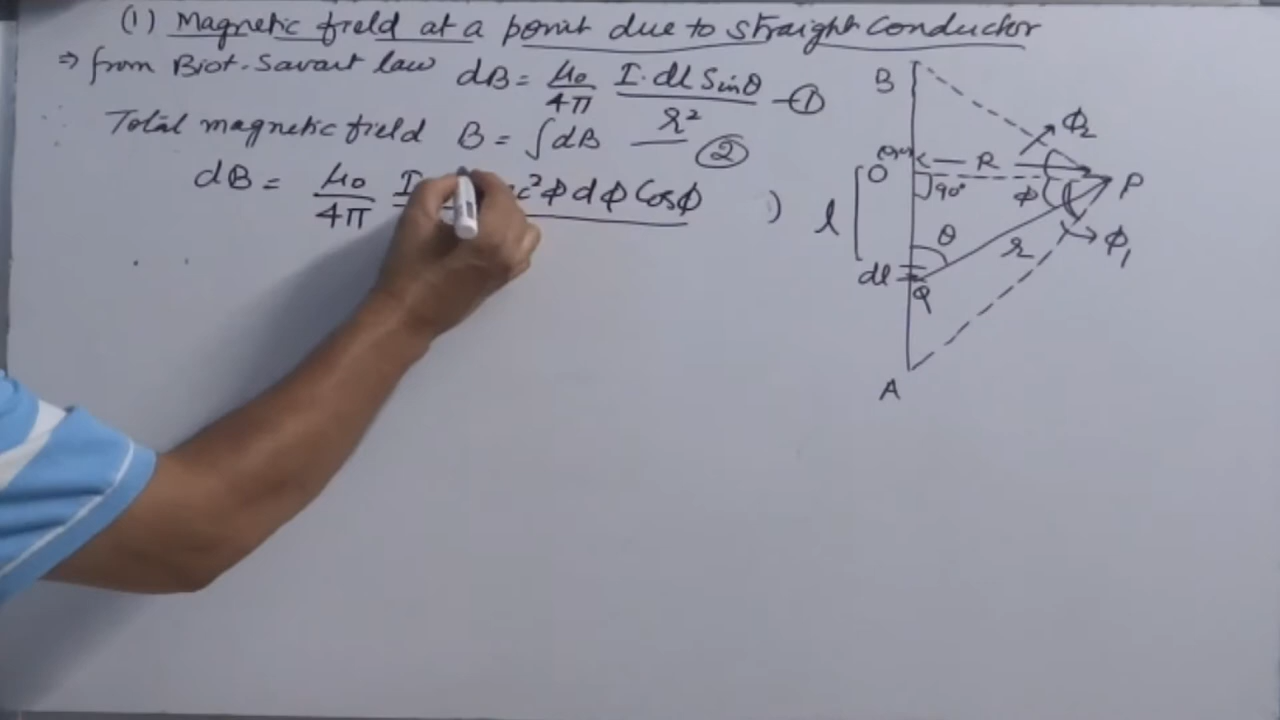 (1) Magnetic field at a point due to straight conductor
⇒ from Biot-Savart law dB = μ₀/4π I·dl Sinθ/r² —①
Total magnetic field B = ∫dB — ②
dB = μ₀/4π I c²ϕ dϕ Cosϕ
)
B
ϕ₂
R
O
90°
P
ϕ
l
θ
r
ϕ₁
dl
Q
A